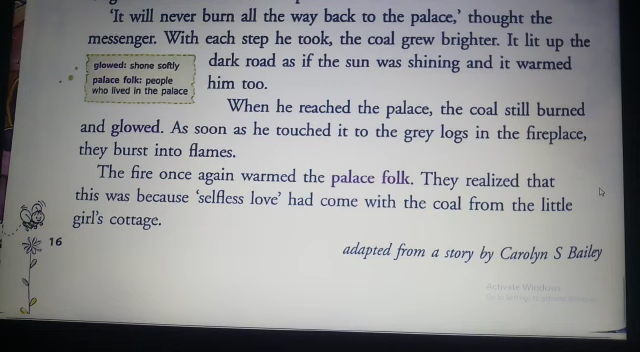 'It will never burn all the way back to the palace,' thought the
messenger. With each step he took, the coal grew brighter. It lit up the
dark road as if the sun was shining and it warmed
him too.
glowed: shone softly
palace folk: people
who lived in the palace
When he reached the palace, the coal still burned
and glowed. As soon as he touched it to the grey logs in the fireplace,
they burst into flames.
The fire once again warmed the palace folk. They realized that
this was because 'selfless love' had come with the coal from the little
girl's cottage.
16
adapted from a story by Carolyn S Bailey
Activate Windows